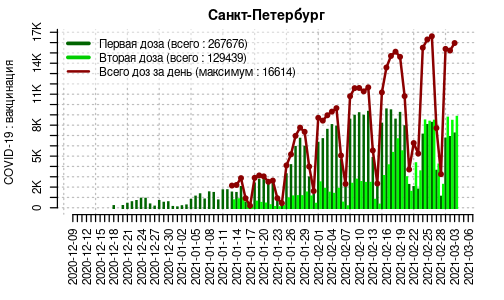 Санкт-Петербург
Первая доза (всего : 267676)
Вторая доза (всего : 129439)
Всего доз за день (максимум : 16614)
COVID-19 : вакцинация
17K
14K
11K
8K
5K
2K
0
2020-12-09
2020-12-12
2020-12-15
2020-12-18
2020-12-21
2020-12-24
2020-12-27
2020-12-30
2021-01-02
2021-01-05
2021-01-08
2021-01-11
2021-01-14
2021-01-17
2021-01-20
2021-01-23
2021-01-26
2021-01-29
2021-02-01
2021-02-04
2021-02-07
2021-02-10
2021-02-13
2021-02-16
2021-02-19
2021-02-22
2021-02-25
2021-02-28
2021-03-03
2021-03-06